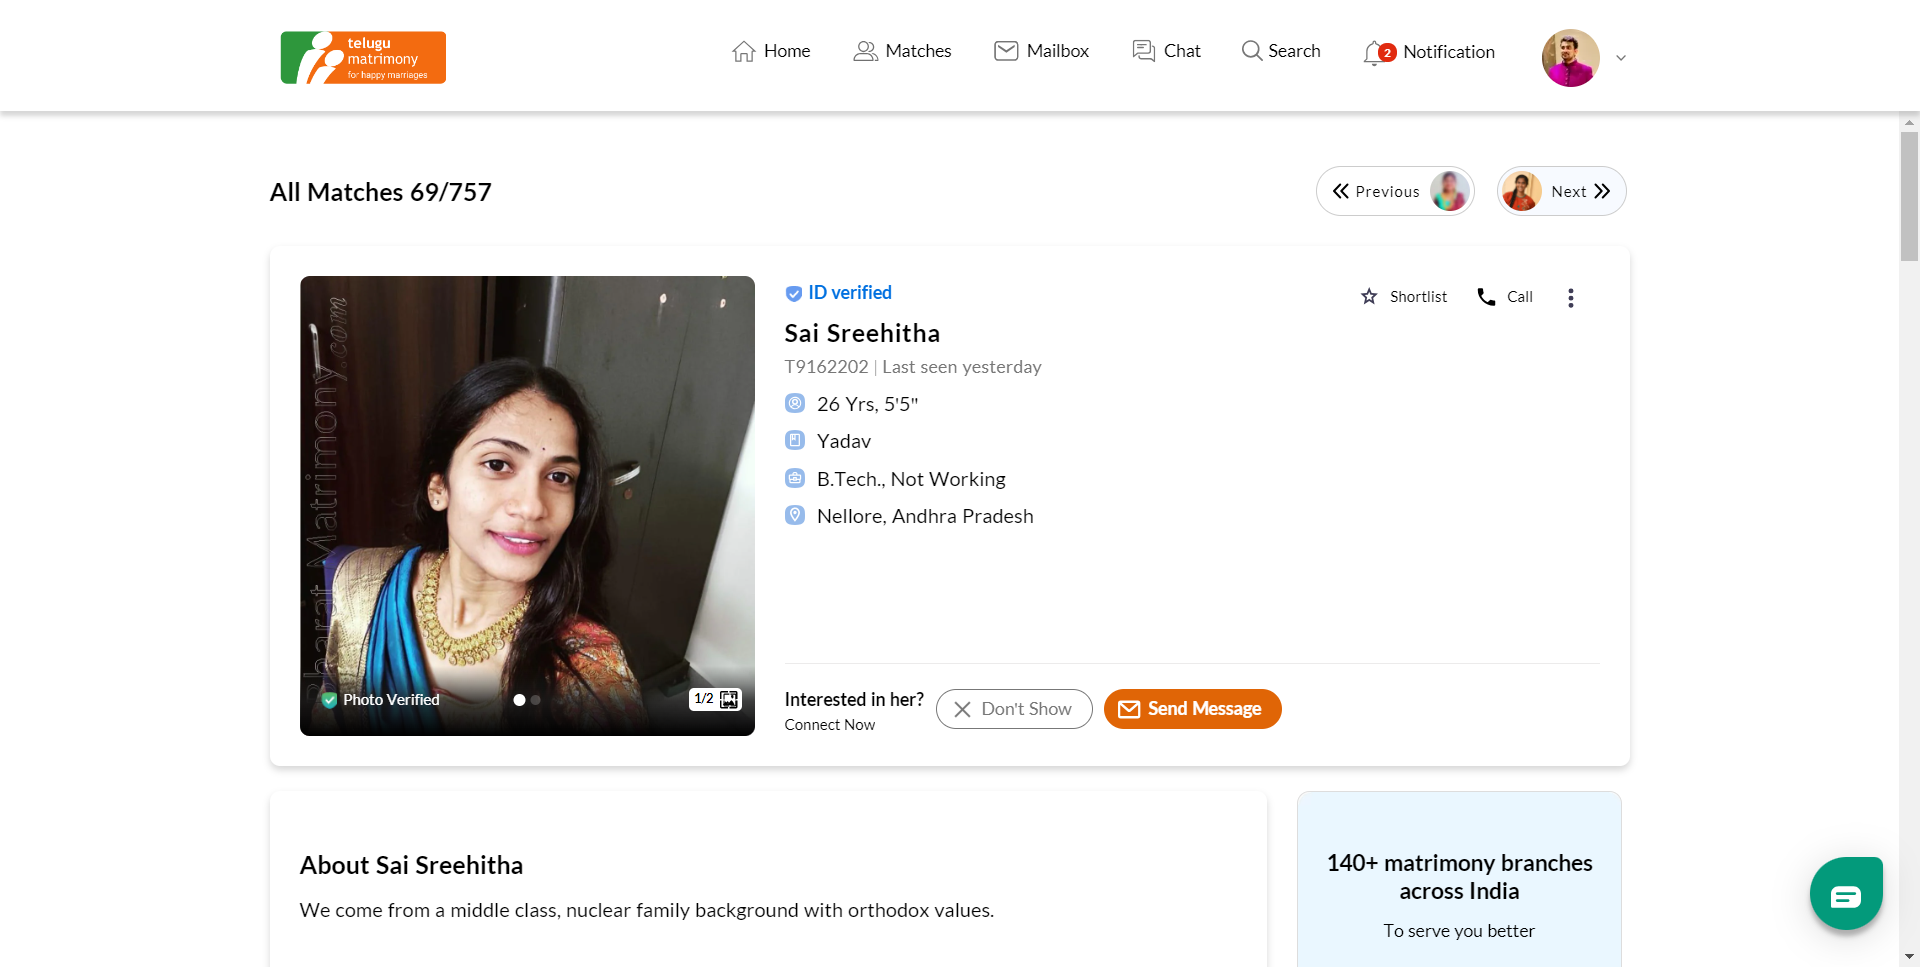 telugu
matrimony
for happy marriages
Home
Matches
Mailbox
Chat
Search
2
Notification
All Matches 69/757
Previous
Next
Bharat Matrimony.com
Photo Verified
1/2
ID verified
Shortlist
Call
Sai Sreehitha
T9162202 | Last seen yesterday
26 Yrs, 5'5"
Yadav
B.Tech., Not Working
Nellore, Andhra Pradesh
Interested in her?
Connect Now
Don't Show
Send Message
About Sai Sreehitha
We come from a middle class, nuclear family background with orthodox values.
140+ matrimony branches
across India
To serve you better